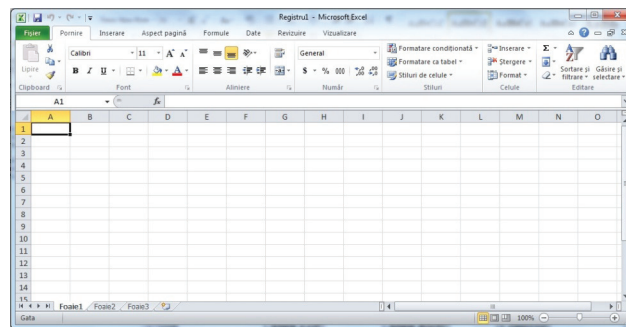 Registru1 - Microsoft Excel
Fișier Pornire Inserare Aspect pagină Formule Date Revizuire Vizualizare
Lipire
Calibri 11 A A
B I U A
General
$ % 000
Formatare condiționată
Formatare ca tabel
Stiluri de celule
Inserare
Ștergere
Format
Σ
Sortare și filtrare
Găsire și selectare
Clipboard Font Aliniere Număr Stiluri Celule Editare
A1 fx
A B C D E F G H I J K L M N O
1
2
3
4
5
6
7
8
9
10
11
12
13
14
15
Foaie1 Foaie2 Foaie3
Gata 100%